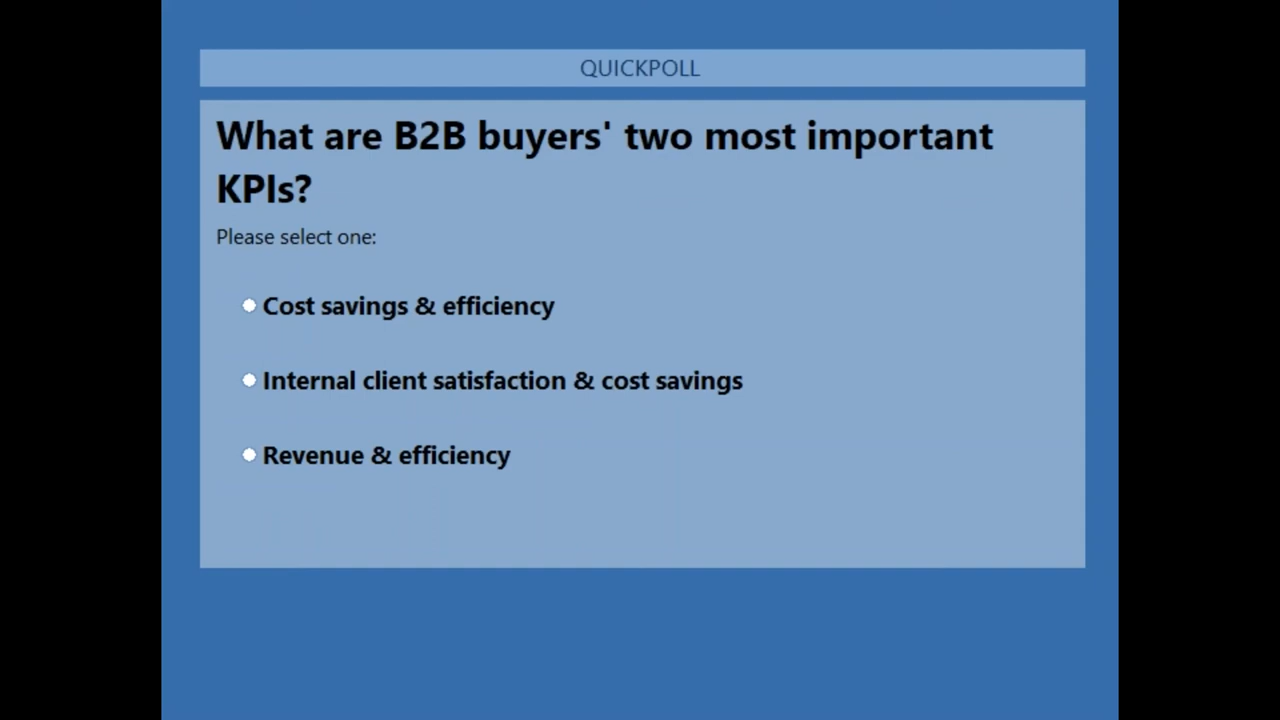 QUICKPOLL
What are B2B buyers' two most important
KPIs?
Please select one:
Cost savings & efficiency
Internal client satisfaction & cost savings
Revenue & efficiency